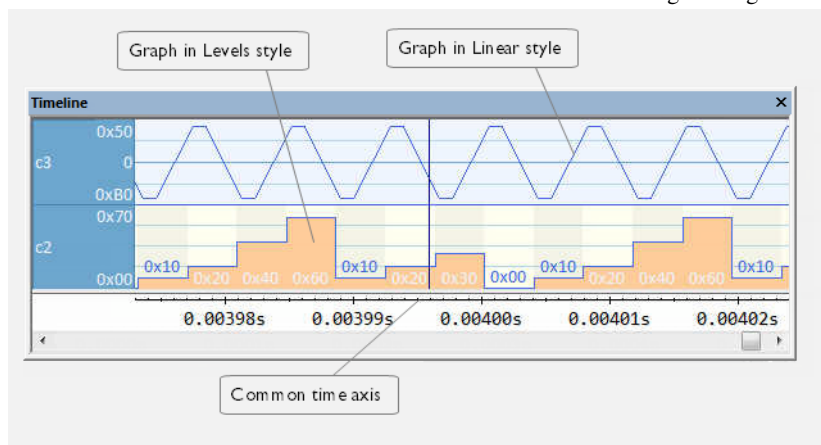 Graph in Levels style
Graph in Linear style
Timeline
0x50
c3
0
0xB0
0x70
c2
0x00
0x10 0x20 0x40 0x60 0x10 0x20 0x30 0x00 0x10 0x20 0x40 0x60 0x10
0.00398s 0.00399s 0.00400s 0.00401s 0.00402s
Common time axis